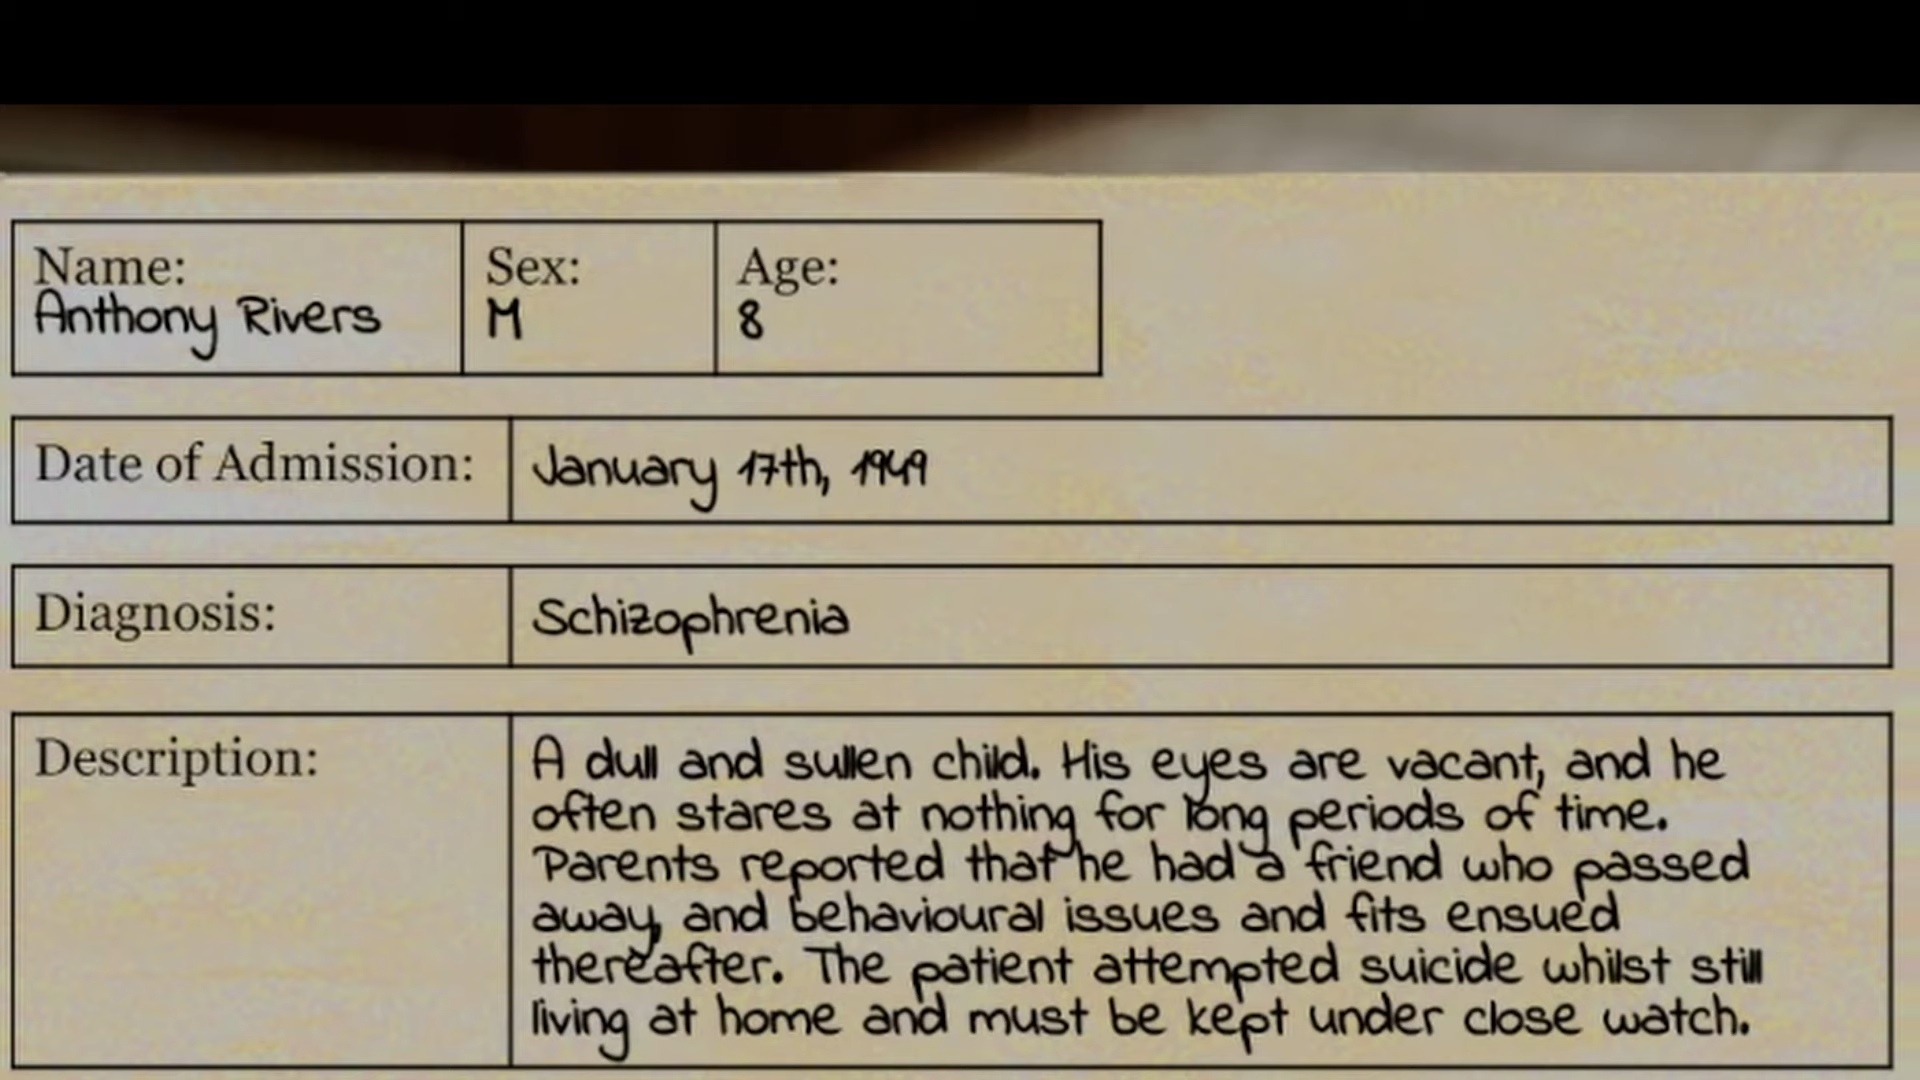 Name: Sex: Age:
Anthony Rivers M 8
Date of Admission: January 17th, 1949
Diagnosis: Schizophrenia
Description: A dull and sullen child. His eyes are vacant, and he
often stares at nothing for long periods of time.
Parents reported that he had a friend who passed
away, and behavioural issues and fits ensued
thereafter. The patient attempted suicide whilst still
living at home and must be kept under close watch.